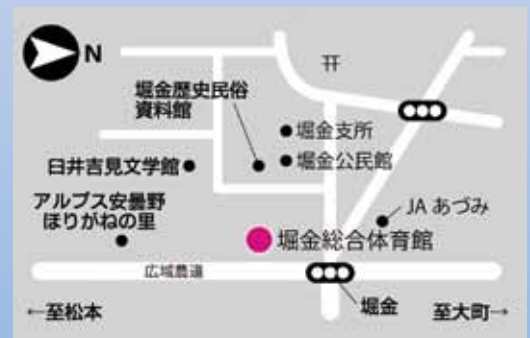 N
开
堀金歴史民俗
資料館
堀金支所
堀金公民館
臼井吉見文学館
アルプス安曇野
ほりがねの里
JA あづみ
堀金総合体育館
広域農道
堀金
←至松本
至大町→